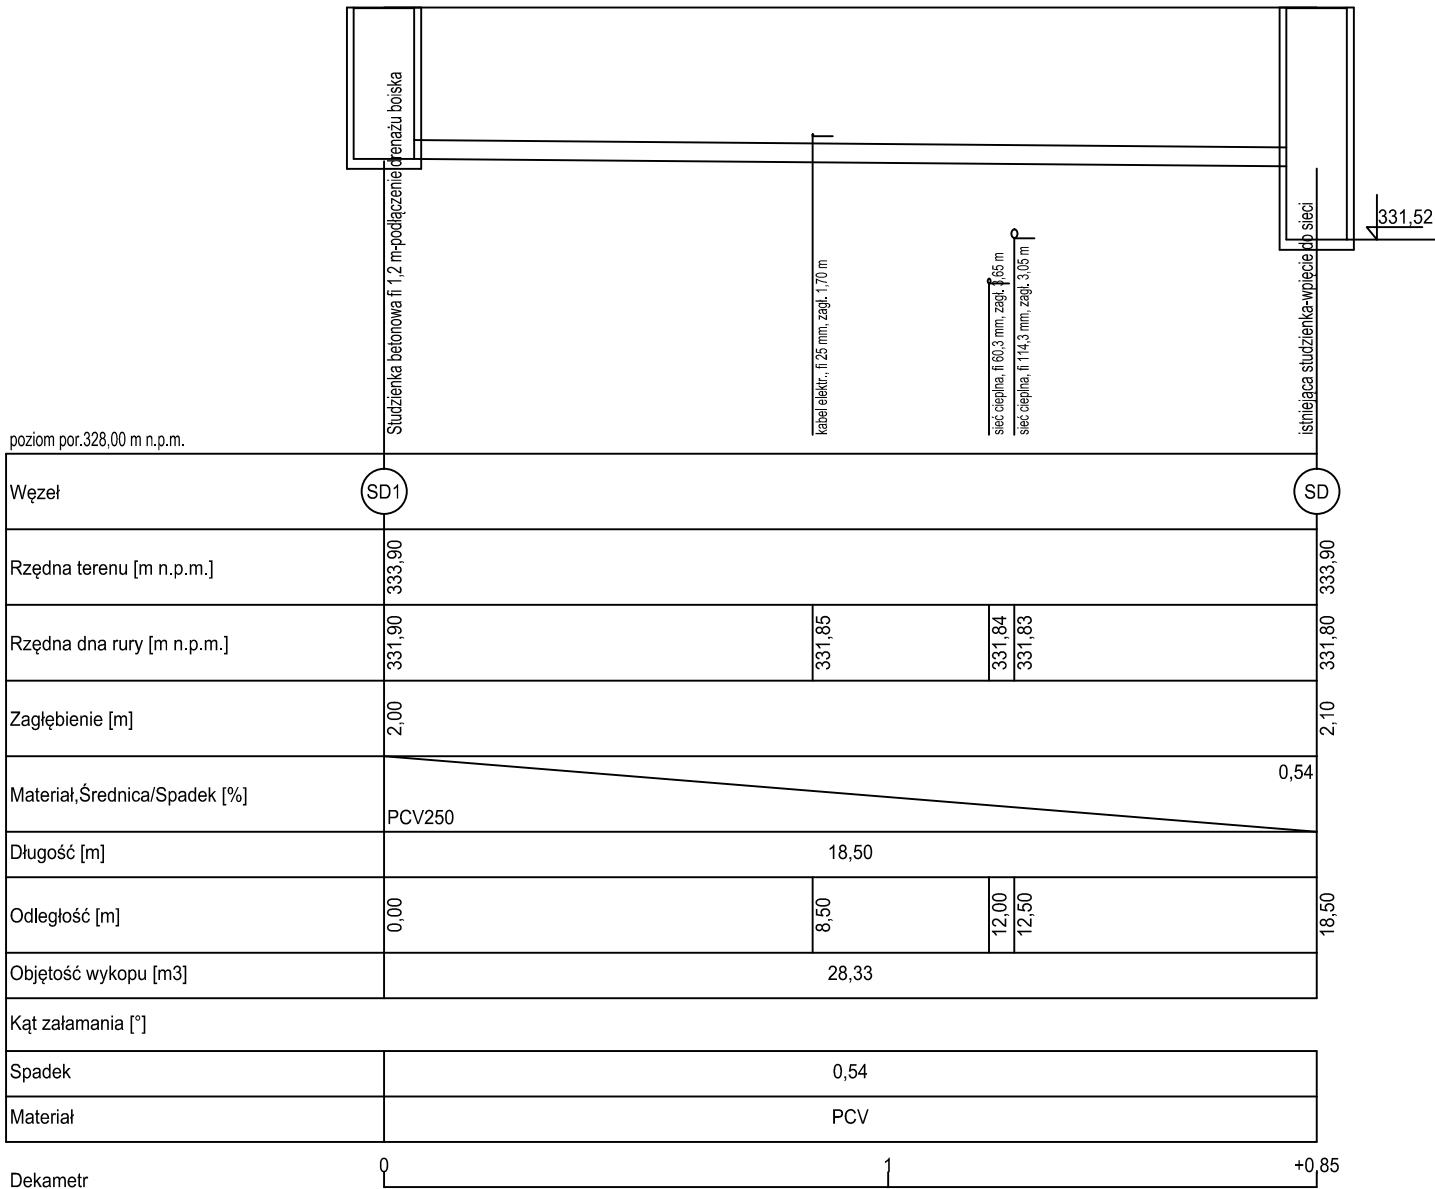 Studzienka betonowa fi 1,2 m-podłączenie drenażu boiska
kabel elektr., fi 25 mm, zagł. 1,70 m
sieć cieplna, fi 60,3 mm, zagł. 3,65 m
sieć cieplna, fi 114,3 mm, zagł. 3,05 m
istniejąca studzienka-wpięcie do sieci
331,52
poziom por.328,00 m n.p.m.
Węzeł SD1 SD
Rzędna terenu [m n.p.m.] 333,90 333,90
Rzędna dna rury [m n.p.m.] 331,90 331,85 331,84 331,83 331,80
Zagłębienie [m] 2,00 2,10
Materiał,Średnica/Spadek [%] PCV250 0,54
Długość [m] 18,50
Odległość [m] 0,00 8,50 12,00 12,50 18,50
Objętość wykopu [m3] 28,33
Kąt załamania [°]
Spadek 0,54
Materiał PCV
Dekametr 0 1 +0,85